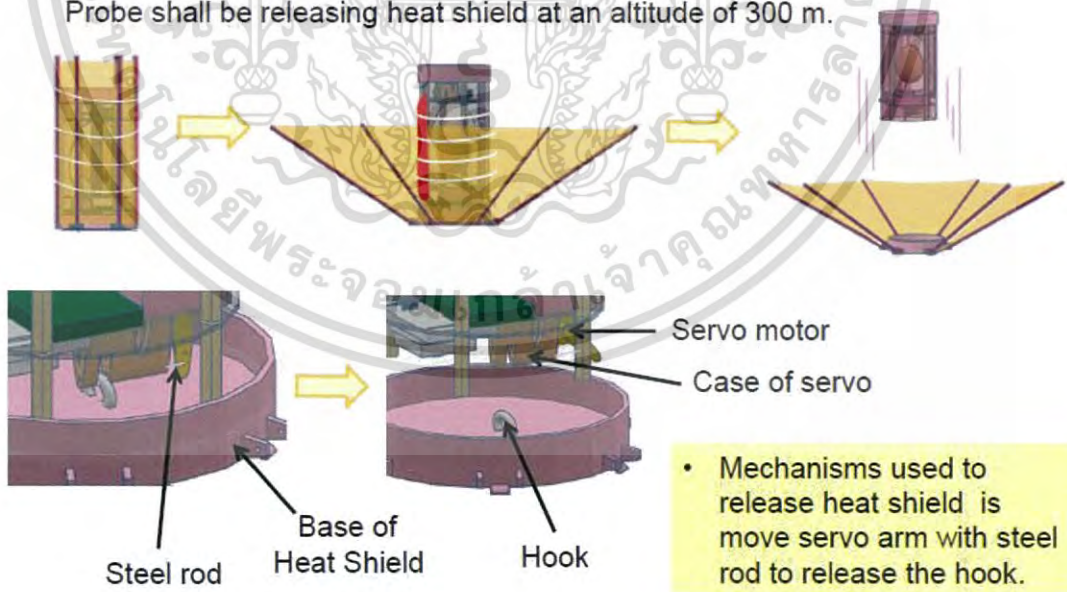 Probe shall be releasing heat shield at an altitude of 300 m.
Servo motor
Case of servo
Steel rod
Base of
Heat Shield
Hook
• Mechanisms used to
release heat shield is
move servo arm with steel
rod to release the hook.